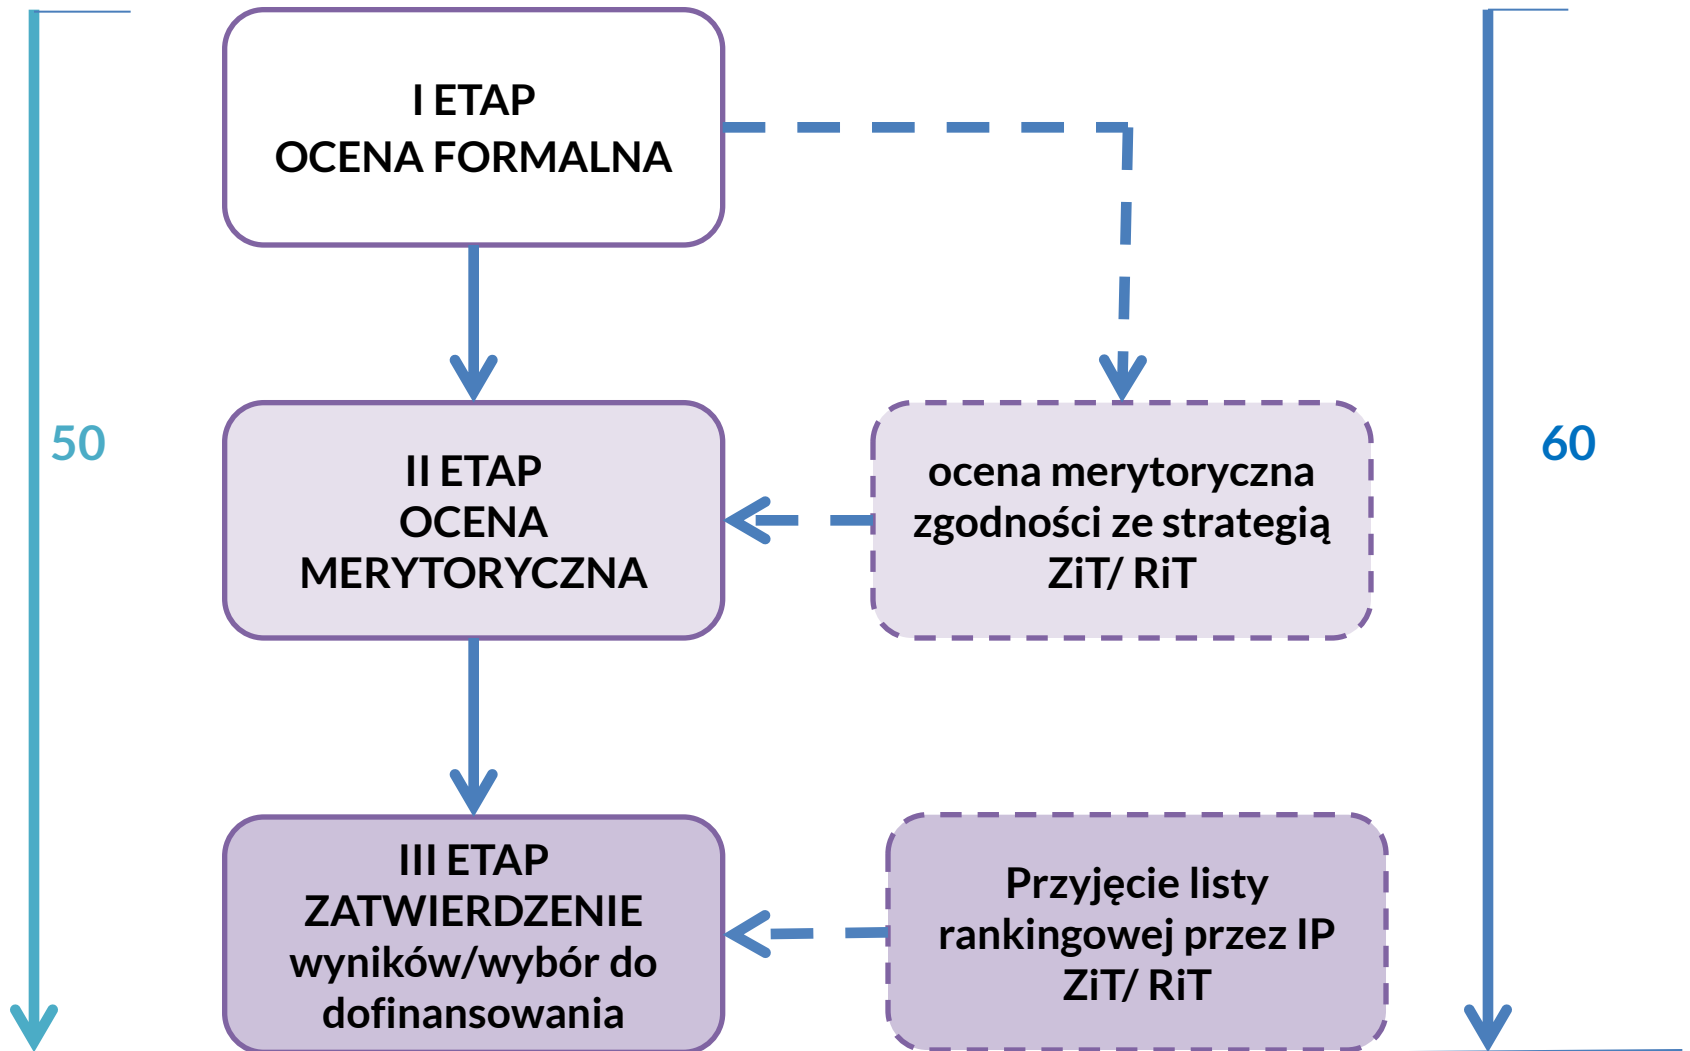 I ETAP
OCENA FORMALNA
50
II ETAP
OCENA
MERYTORYCZNA
ocena merytoryczna
zgodności ze strategią
ZiT/ RiT
60
III ETAP
ZATWIERDZENIE
wyników/wybór do
dofinansowania
Przyjęcie listy
rankingowej przez IP
ZiT/ RiT